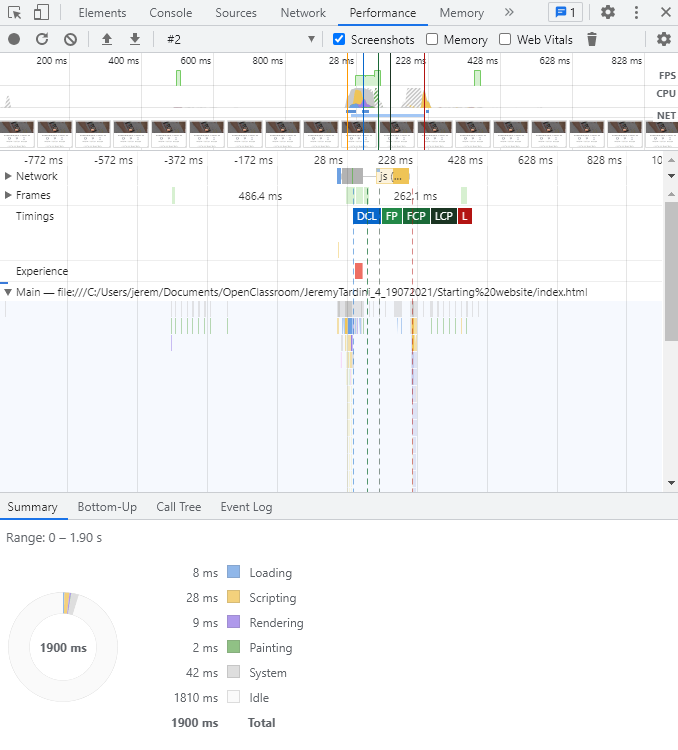 Elements Console Sources Network Performance Memory » 1
#2 Screenshots Memory Web Vitals
200 ms 400 ms 600 ms 800 ms 28 ms 228 ms 428 ms 628 ms 828 ms
FPS
CPU
NET
-772 ms -572 ms -372 ms -172 ms 28 ms 228 ms 428 ms 628 ms 828 ms 10
Network js (...
Frames 486.4 ms 262.1 ms
Timings DCL FP FCP LCP L
Experience
Main — file:///C:/Users/jerem/Documents/OpenClassroom/JeremyTardini_4_19072021/Starting%20website/index.html
Summary Bottom-Up Call Tree Event Log
Range: 0 – 1.90 s
8 ms Loading
28 ms Scripting
9 ms Rendering
1900 ms 2 ms Painting
42 ms System
1810 ms Idle
1900 ms Total